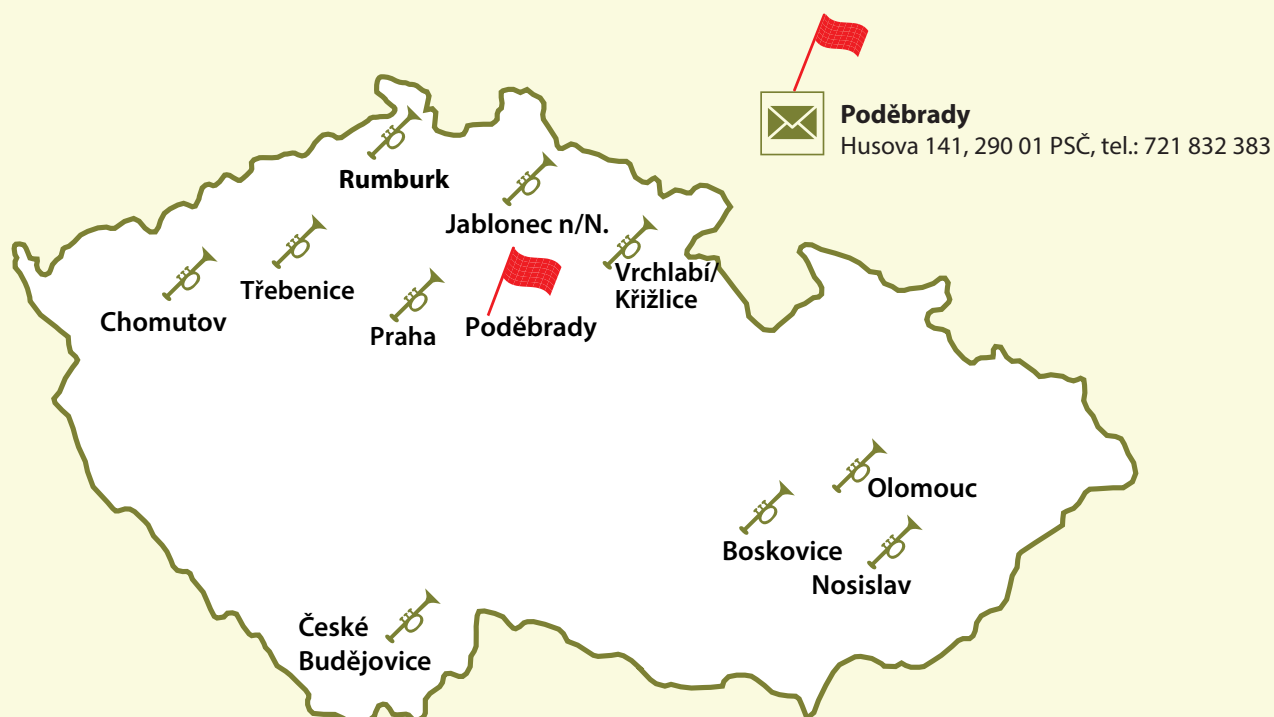 Poděbrady
Husova 141, 290 01 PSČ, tel.: 721 832 383
Rumburk
Jablonec n/N.
Vrchlabí/
Křižlice
Třebenice
Chomutov
Praha
Poděbrady
Olomouc
Boskovice
Nosislav
České
Budějovice